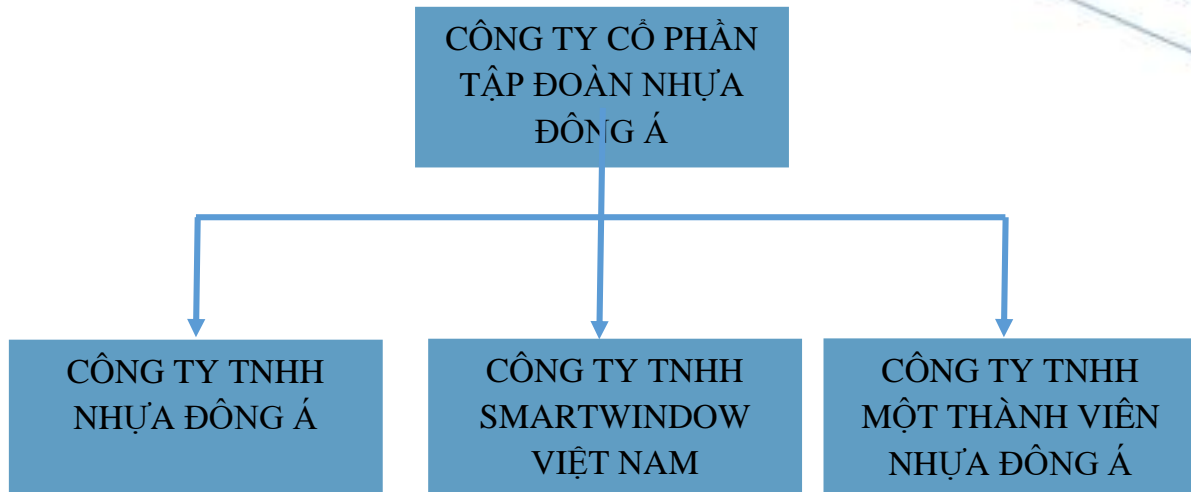 CÔNG TY CỔ PHẦN
TẬP ĐOÀN NHỰA
ĐÔNG Á
CÔNG TY TNHH
NHỰA ĐÔNG Á
CÔNG TY TNHH
SMARTWINDOW
VIỆT NAM
CÔNG TY TNHH
MỘT THÀNH VIÊN
NHỰA ĐÔNG Á